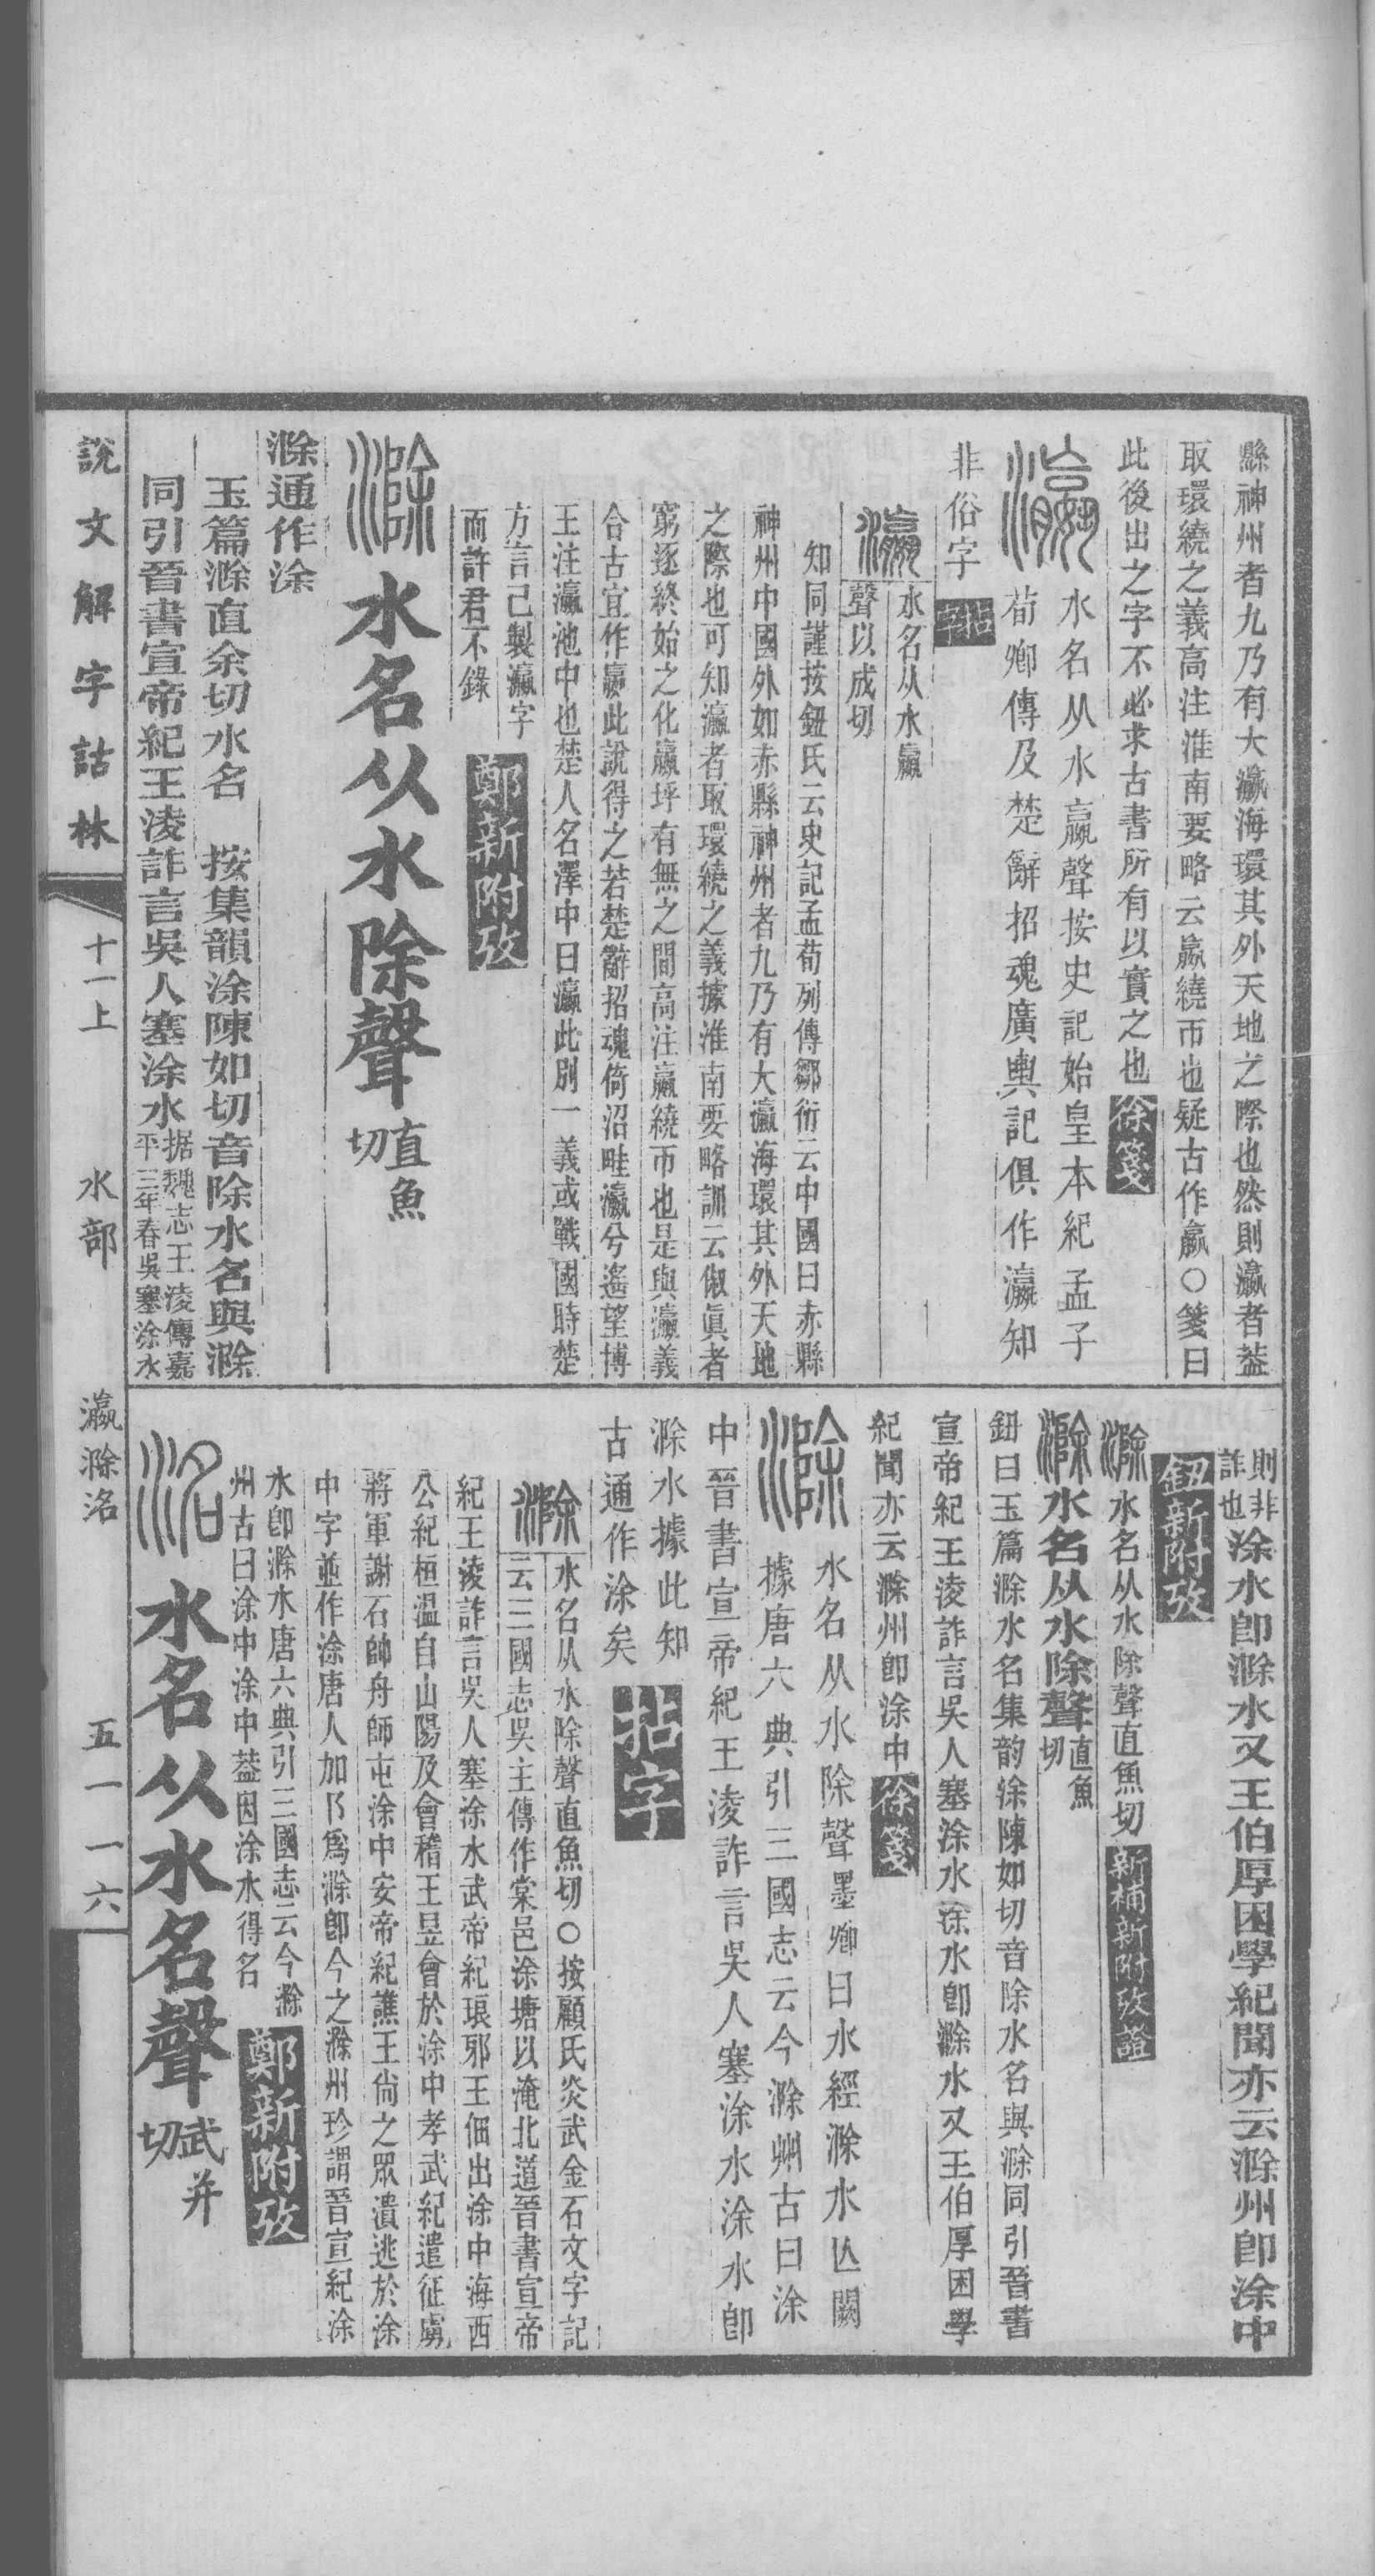 縣神州者九乃有大瀛海環其外天地之際也然則瀛者葢
取環繞之義高注淮南要略云嬴繞帀也疑古作嬴○箋曰
此後出之字不必求古書所有以實之也徐箋
瀛水名从水嬴聲按史記始皇本紀孟子
荀卿傳及楚辭招魂廣輿記俱作瀛知
非俗字拈字
瀛水名从水嬴
聲以成切
知同謹按鈕氏云史記孟荀列傳鄒衍云中國曰赤縣
神州中國外如赤縣神州者九乃有大瀛海環其外天地
之際也可知瀛者取環繞之義據淮南要略訓云俶眞者
窮逐終始之化嬴垀有無之間高注嬴繞帀也是與瀛義
合古宜作嬴此說得之若楚辭招魂倚沼畦瀛兮遙望博
王注瀛池中也楚人名澤中曰瀛此別一義或戰國時楚
方言已製瀛字
而許君不錄鄭新附攷
滁水名从水除聲直魚
切
滁通作涂
玉篇滁直余切水名　按集韻涂陳如切音除水名與滁
同引晉書宣帝紀王淩詐言吳人塞涂水据魏志王淩傳嘉
平三年春吳塞涂水
則非
詐也涂水卽滁水又王伯厚困學紀聞亦云滁州卽涂中
鈕新附攷
滁水名从水除聲直魚切新補新附攷證
滁水名从水除聲直魚
切
鈕曰玉篇滁水名集韵涂陳如切音除水名與滁同引晉書
宣帝紀王淩詐言吳人塞涂水涂水卽滁水又王伯厚困學
紀聞亦云滁州卽涂中徐箋
滁水名从水除聲墨卿曰水經滁水亾闕
據唐六典引三國志云今滁州古曰涂
中晉書宣帝紀王淩詐言吳人塞涂水涂水卽
滁水據此知
古通作涂矣拈字
滁水名从水除聲直魚切○按顧氏炎武金石文字記
云三國志吳主傳作棠邑涂塘以淹北道晉書宣帝
紀王淩詐言吳人塞涂水武帝紀琅邪王伷出涂中海西
公紀桓溫自山陽及會稽王昱會於涂中孝武紀遣征虜
將軍謝石帥舟師屯涂中安帝紀譙王尙之眾潰逃於涂
中字並作涂唐人加阝爲滁卽今之滁州珍謂晉宣紀涂
水卽滁水唐六典引三國志云今滁
州古曰涂中涂中葢因涂水得名鄭新附攷
洺水名从水名聲武并
切
說文解字詁林　十一上　水部　瀛滁洺　五一一六